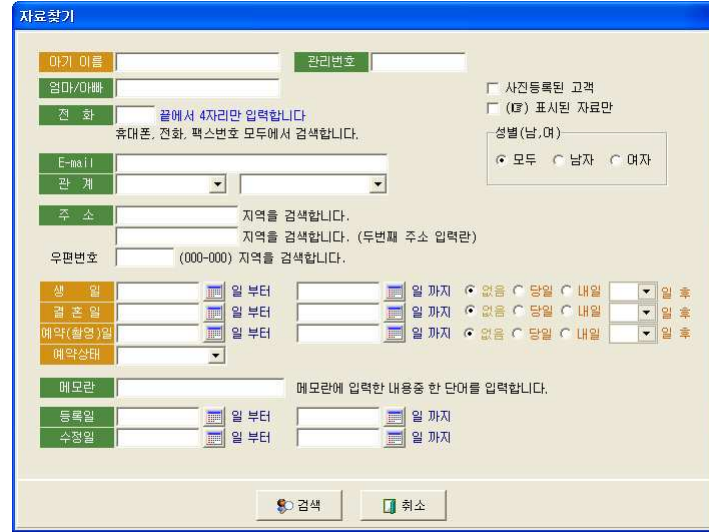 자료찾기
아기 이름 관리번호
엄마/아빠 사진등록된 고객
전 화 끝에서 4자리만 입력합니다 (☞) 표시된 자료만
휴대폰, 전화, 팩스번호 모두에서 검색합니다. 성별(남,여)
E-mail 모두 남자 여자
관 계
주 소 지역을 검색합니다.
지역을 검색합니다. (두번째 주소 입력란)
우편번호 (000-000) 지역을 검색합니다.
생 일 일 부터 일 까지 없음 당일 내일 일 후
결 혼 일 일 부터 일 까지 없음 당일 내일 일 후
예약(촬영)일 일 부터 일 까지 없음 당일 내일 일 후
예약상태
메모란 메모란에 입력한 내용중 한 단어를 입력합니다.
등록일 일 부터 일 까지
수정일 일 부터 일 까지
검색 취소